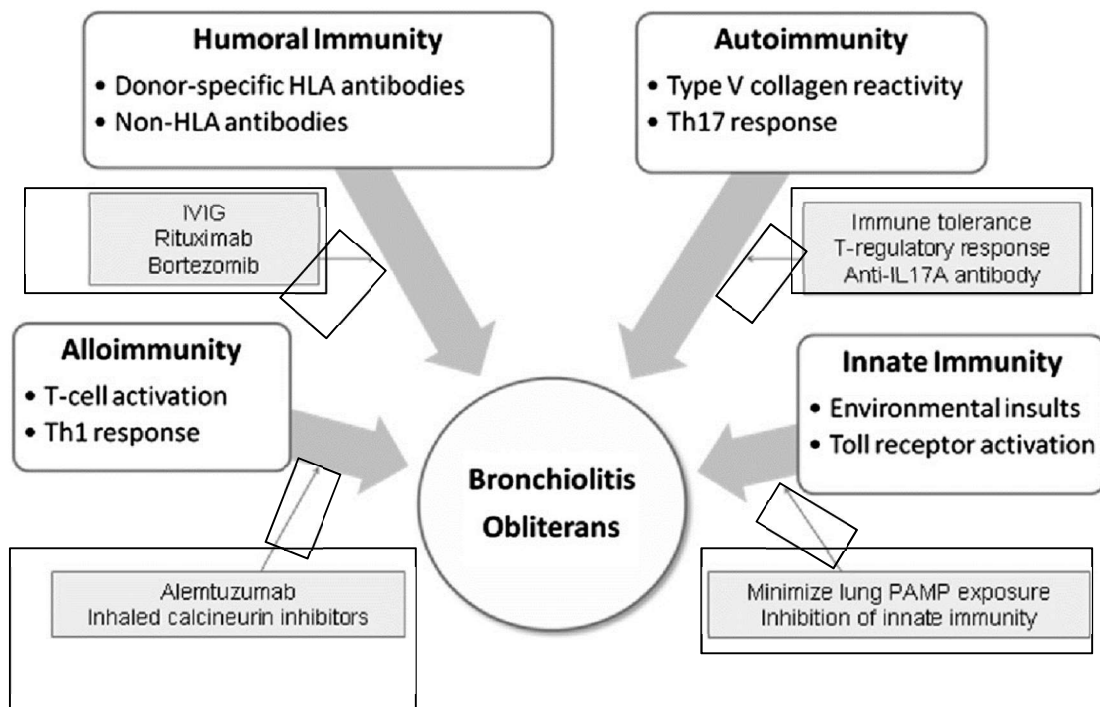 Humoral Immunity
• Donor-specific HLA antibodies
• Non-HLA antibodies
Autoimmunity
• Type V collagen reactivity
• Th17 response
IVIG
Rituximab
Bortezomib
Immune tolerance
T-regulatory response
Anti-IL17A antibody
Alloimmunity
• T-cell activation
• Th1 response
Innate Immunity
• Environmental insults
• Toll receptor activation
Bronchiolitis
Obliterans
Alemtuzumab
Inhaled calcineurin inhibitors
Minimize lung PAMP exposure
Inhibition of innate immunity